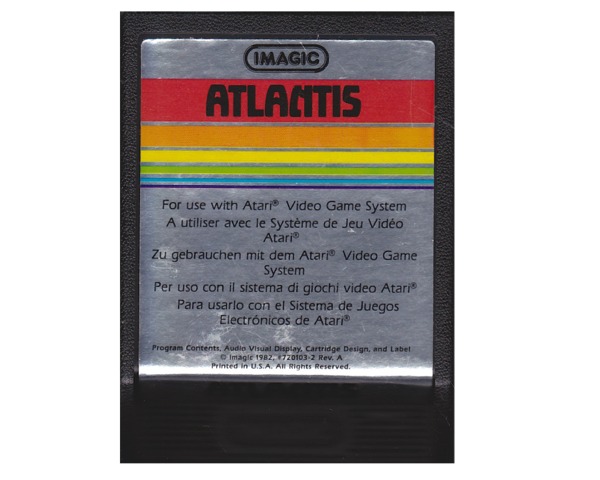 IMAGIC
ATLANTIS
For use with Atari® Video Game System
A utiliser avec le Système de Jeu Vidéo
Atari®
Zu gebrauchen mit dem Atari® Video Game
System
Per uso con il sistema di giochi video Atari®
Para usarlo con el Sistema de Juegos
Electrónicos de Atari®
Program Contents, Audio Visual Display, Cartridge Design, and Label
© Imagic 1982, #720103-2 Rev. A
Printed in U.S.A. All Rights Reserved.